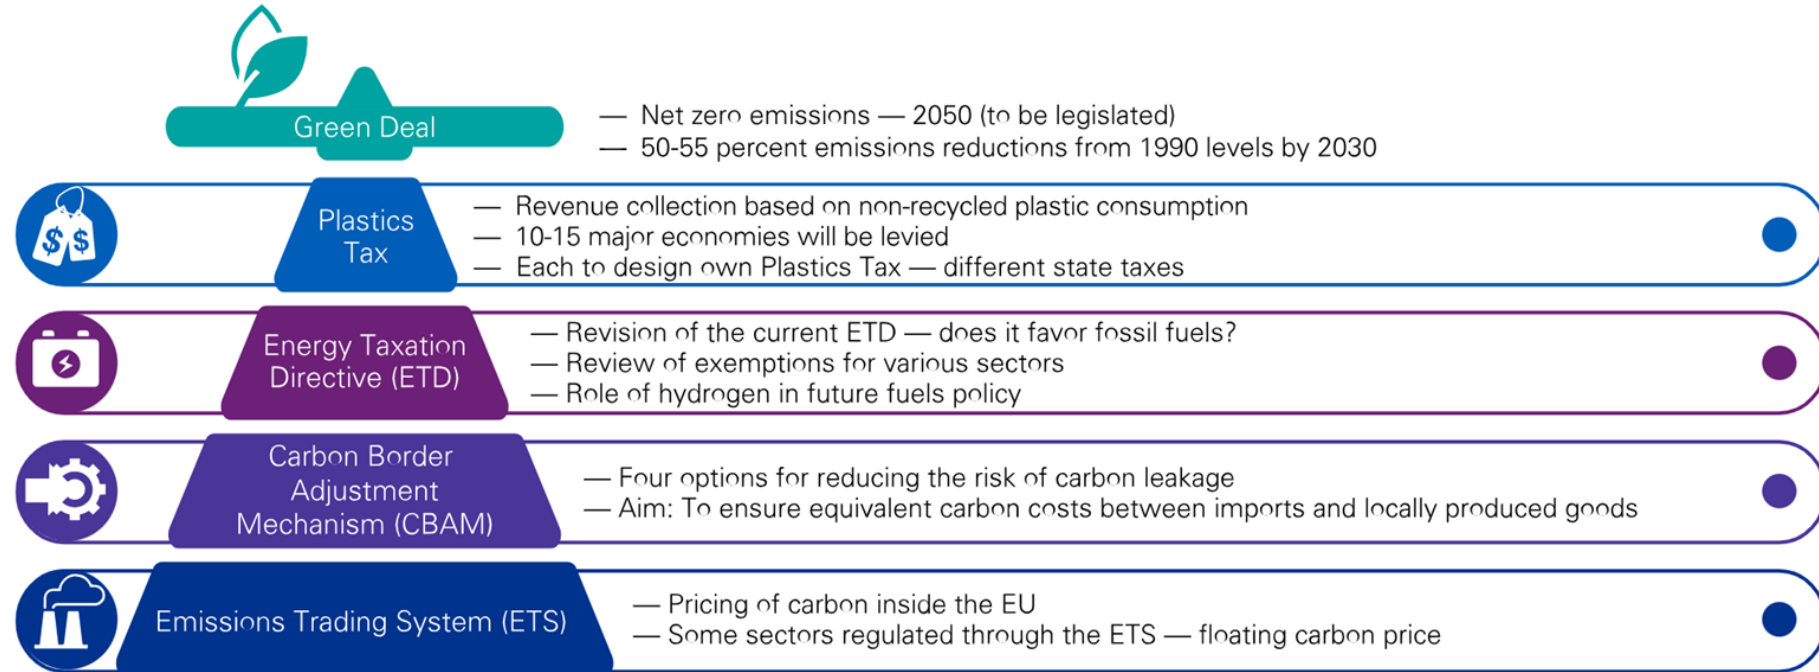 Green Deal
— Net zero emissions — 2050 (to be legislated)
— 50-55 percent emissions reductions from 1990 levels by 2030
$ $
Plastics
Tax
— Revenue collection based on non-recycled plastic consumption
— 10-15 major economies will be levied
— Each to design own Plastics Tax — different state taxes
Energy Taxation
Directive (ETD)
— Revision of the current ETD — does it favor fossil fuels?
— Review of exemptions for various sectors
— Role of hydrogen in future fuels policy
Carbon Border
Adjustment
Mechanism (CBAM)
— Four options for reducing the risk of carbon leakage
— Aim: To ensure equivalent carbon costs between imports and locally produced goods
Emissions Trading System (ETS)
— Pricing of carbon inside the EU
— Some sectors regulated through the ETS — floating carbon price